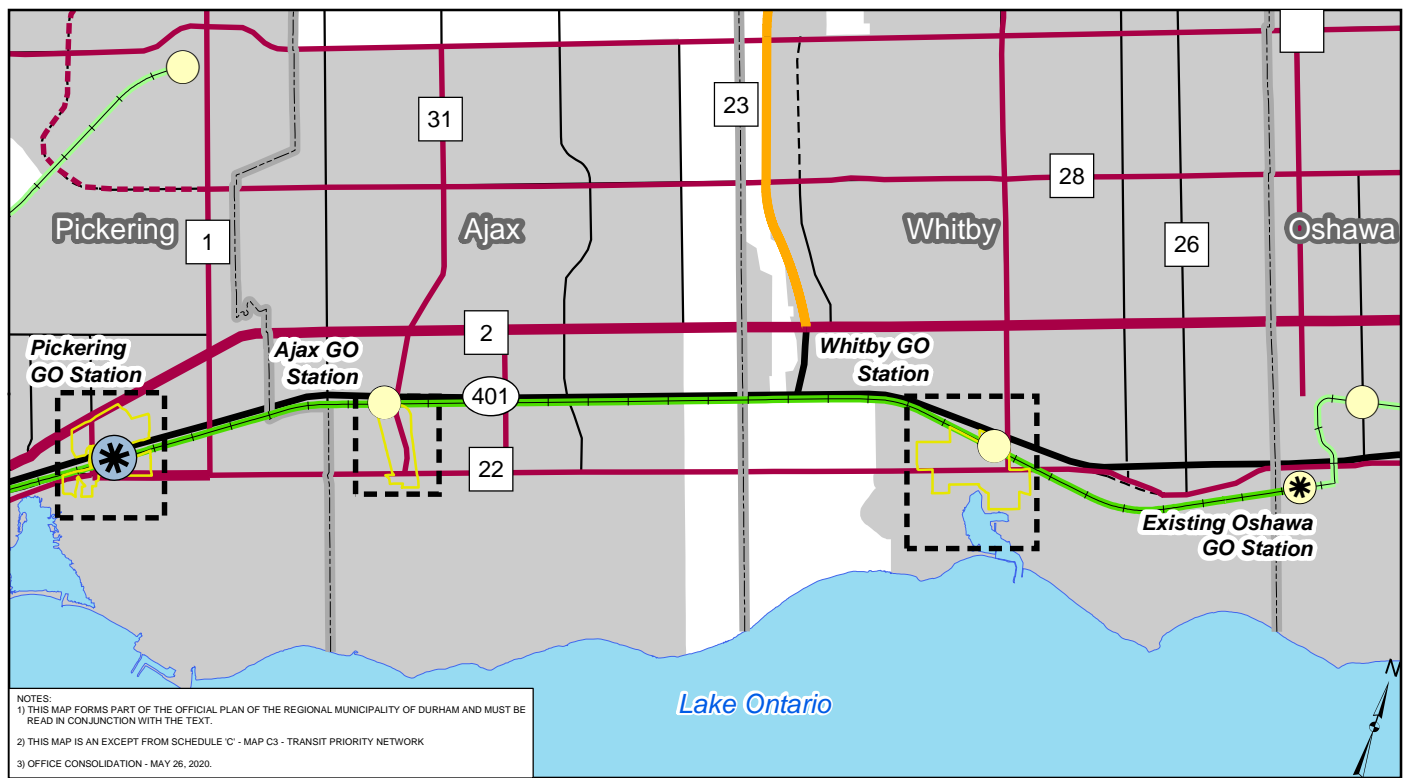 31
23
28
Pickering
1
Ajax
Whitby
26
Oshawa
2
Pickering
GO Station
Ajax GO
Station
Whitby GO
Station
401
22
Existing Oshawa
GO Station
Lake Ontario
N
NOTES:
1) THIS MAP FORMS PART OF THE OFFICIAL PLAN OF THE REGIONAL MUNICIPALITY OF DURHAM AND MUST BE
READ IN CONJUNCTION WITH THE TEXT.
2) THIS MAP IS AN EXCEPT FROM SCHEDULE 'C' - MAP C3 - TRANSIT PRIORITY NETWORK
3) OFFICE CONSOLIDATION - MAY 26, 2020.